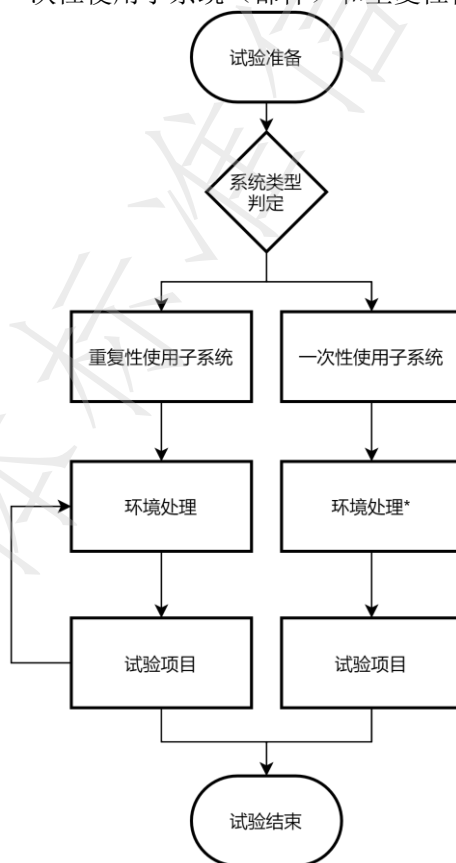 试验准备
系统类型
判定
重复性使用子系统
一次性使用子系统
环境处理
环境处理*
试验项目
试验项目
试验结束